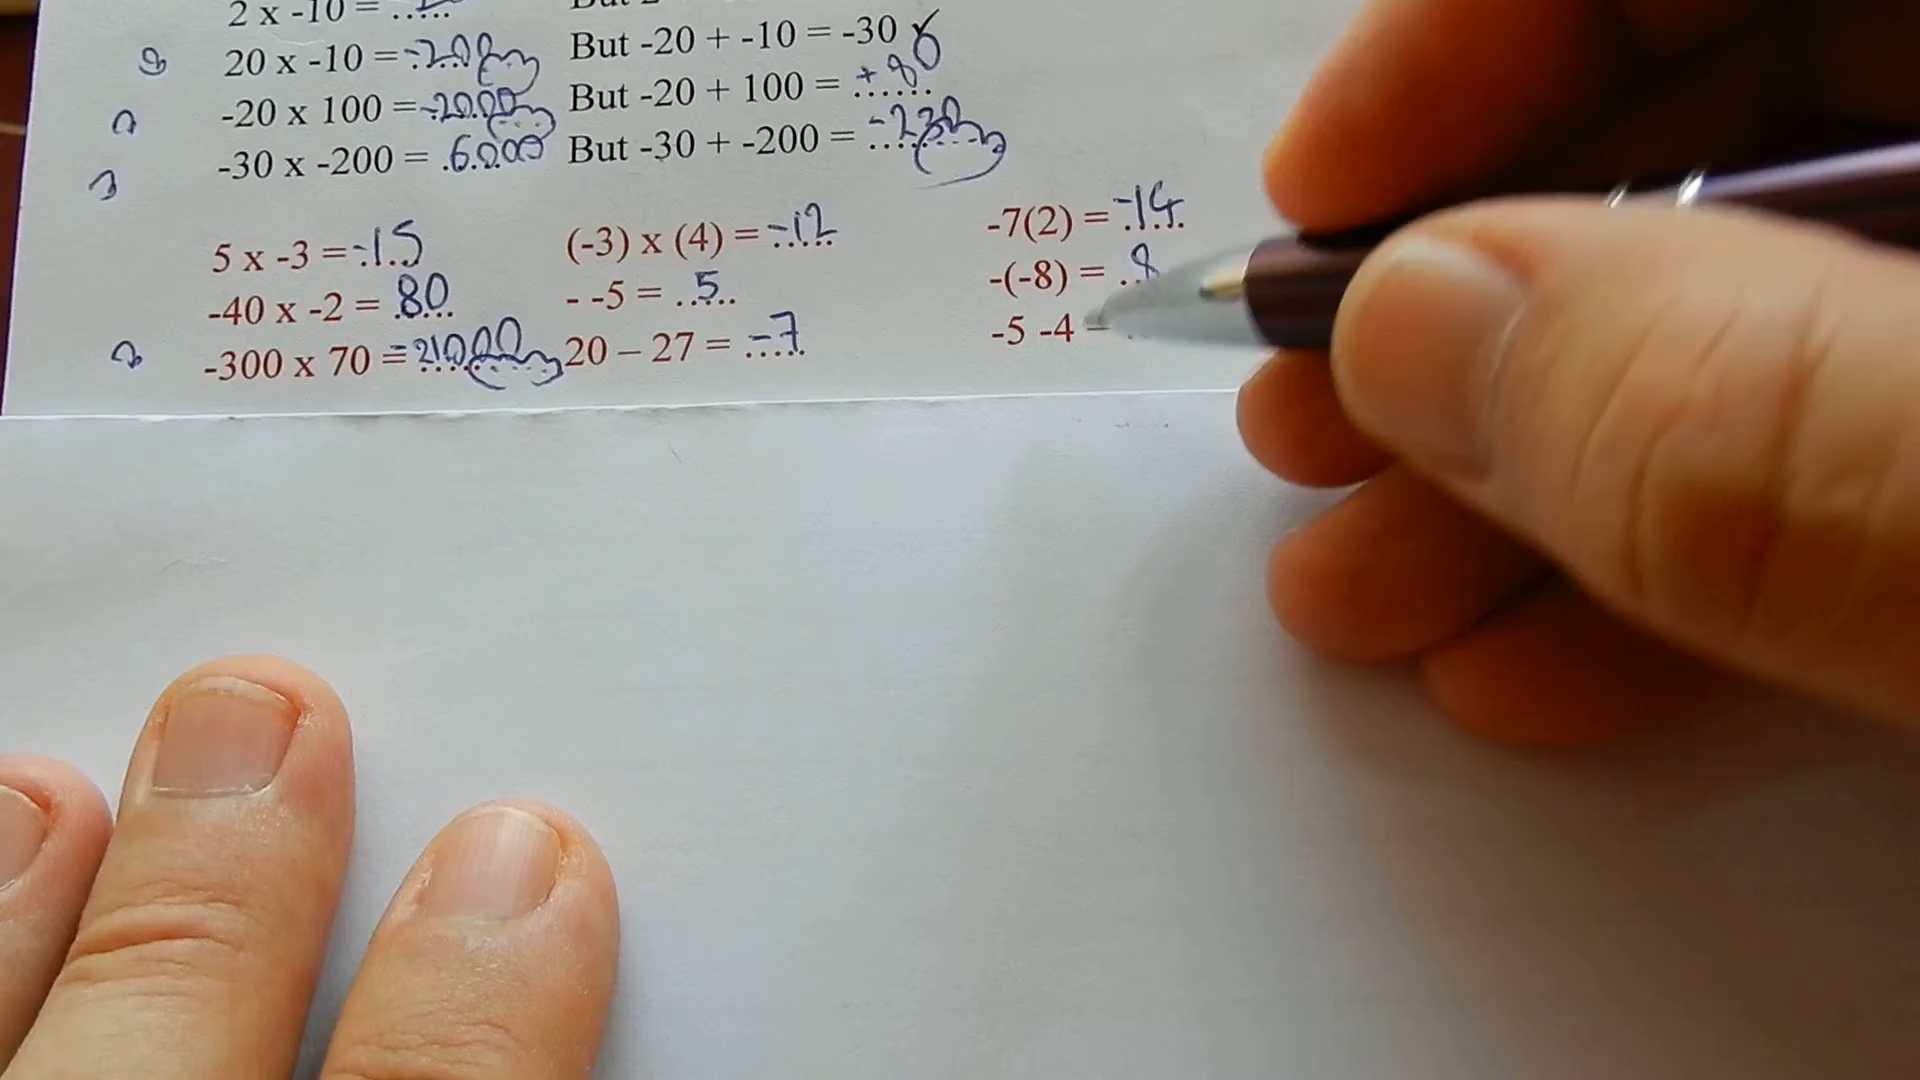 2 x -10 = .....
20 x -10 = -200 But -20 + -10 = -30 ✓
-20 x 100 = -2000 But -20 + 100 = +80
-30 x -200 = 6000 But -30 + -200 = -230
5 x -3 = -15 (-3) x (4) = -12 -7(2) = -14
-40 x -2 = 80 - -5 = 5 -(-8) = 8
-300 x 70 = -21000 20 – 27 = -7 -5 -4